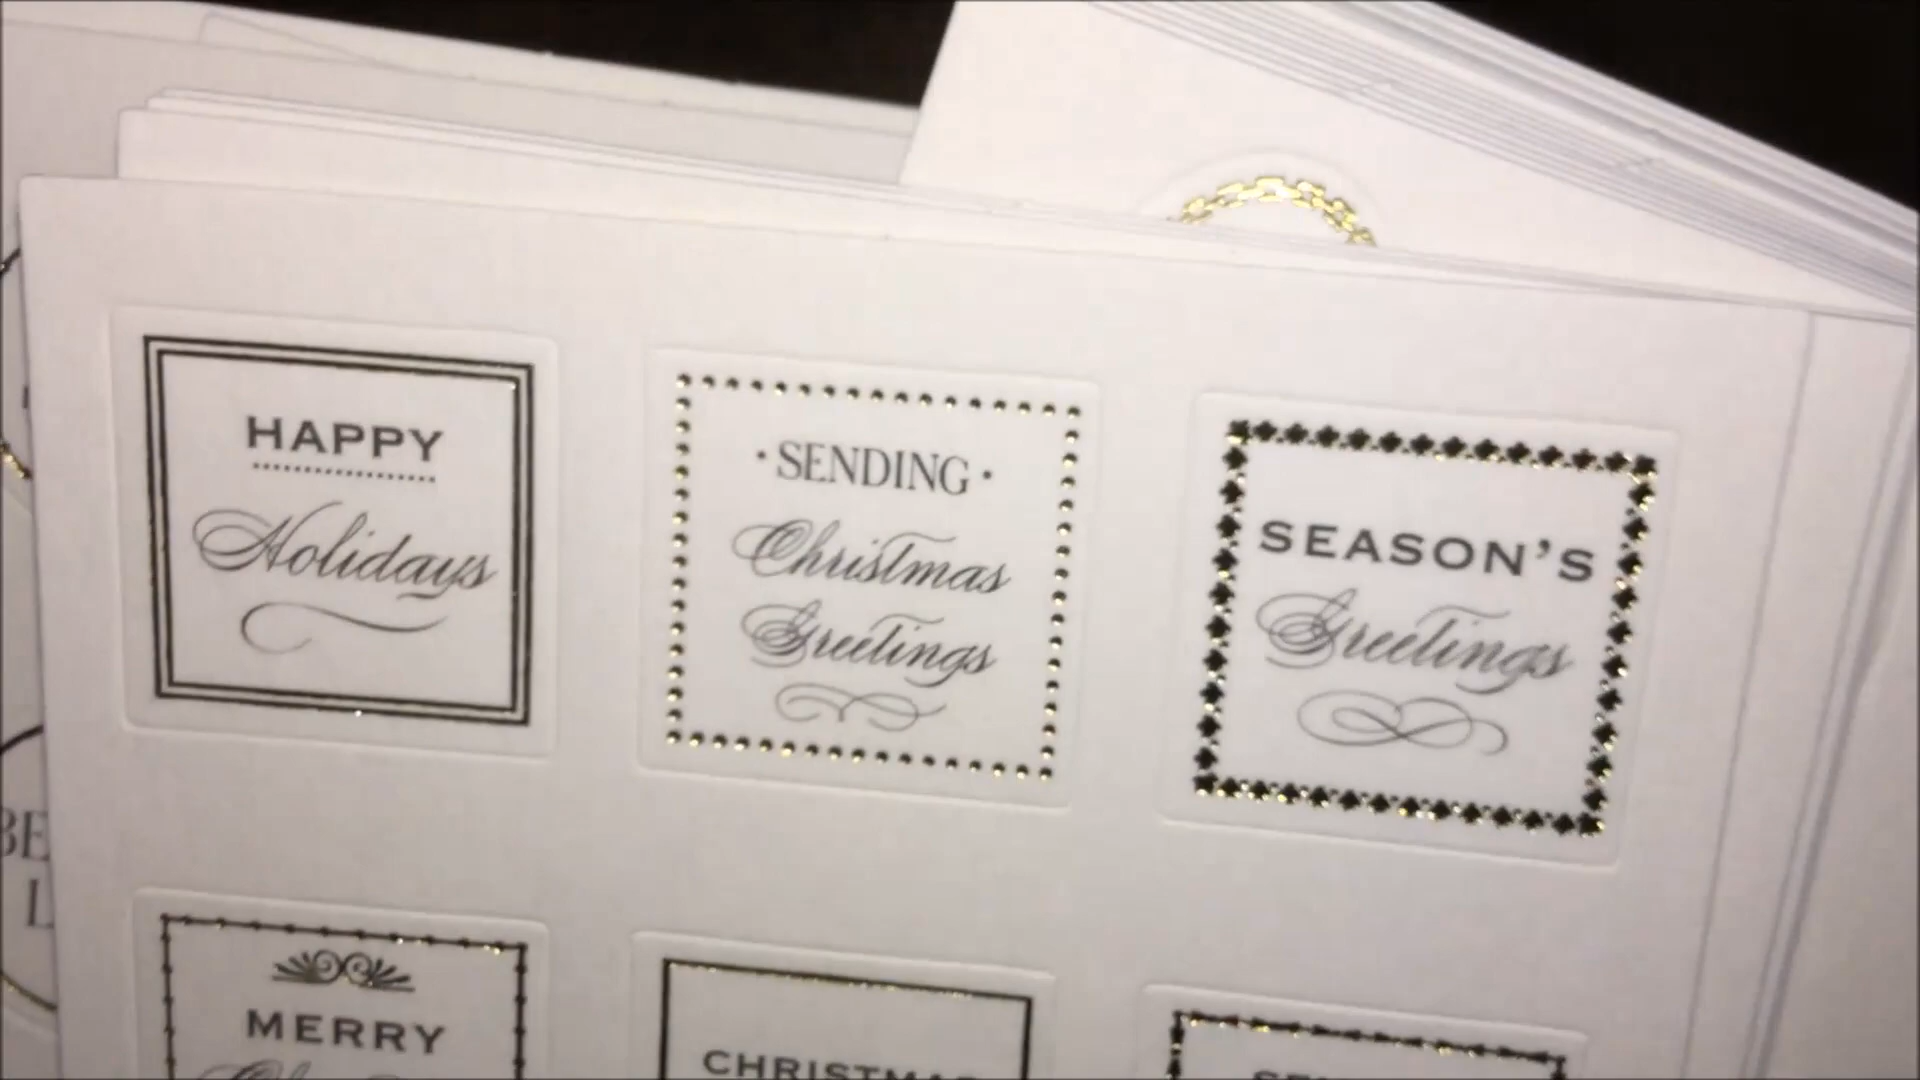 HAPPY
Holidays
· SENDING ·
Christmas
Greetings
SEASON'S
Greetings
MERRY
CHRISTMAS